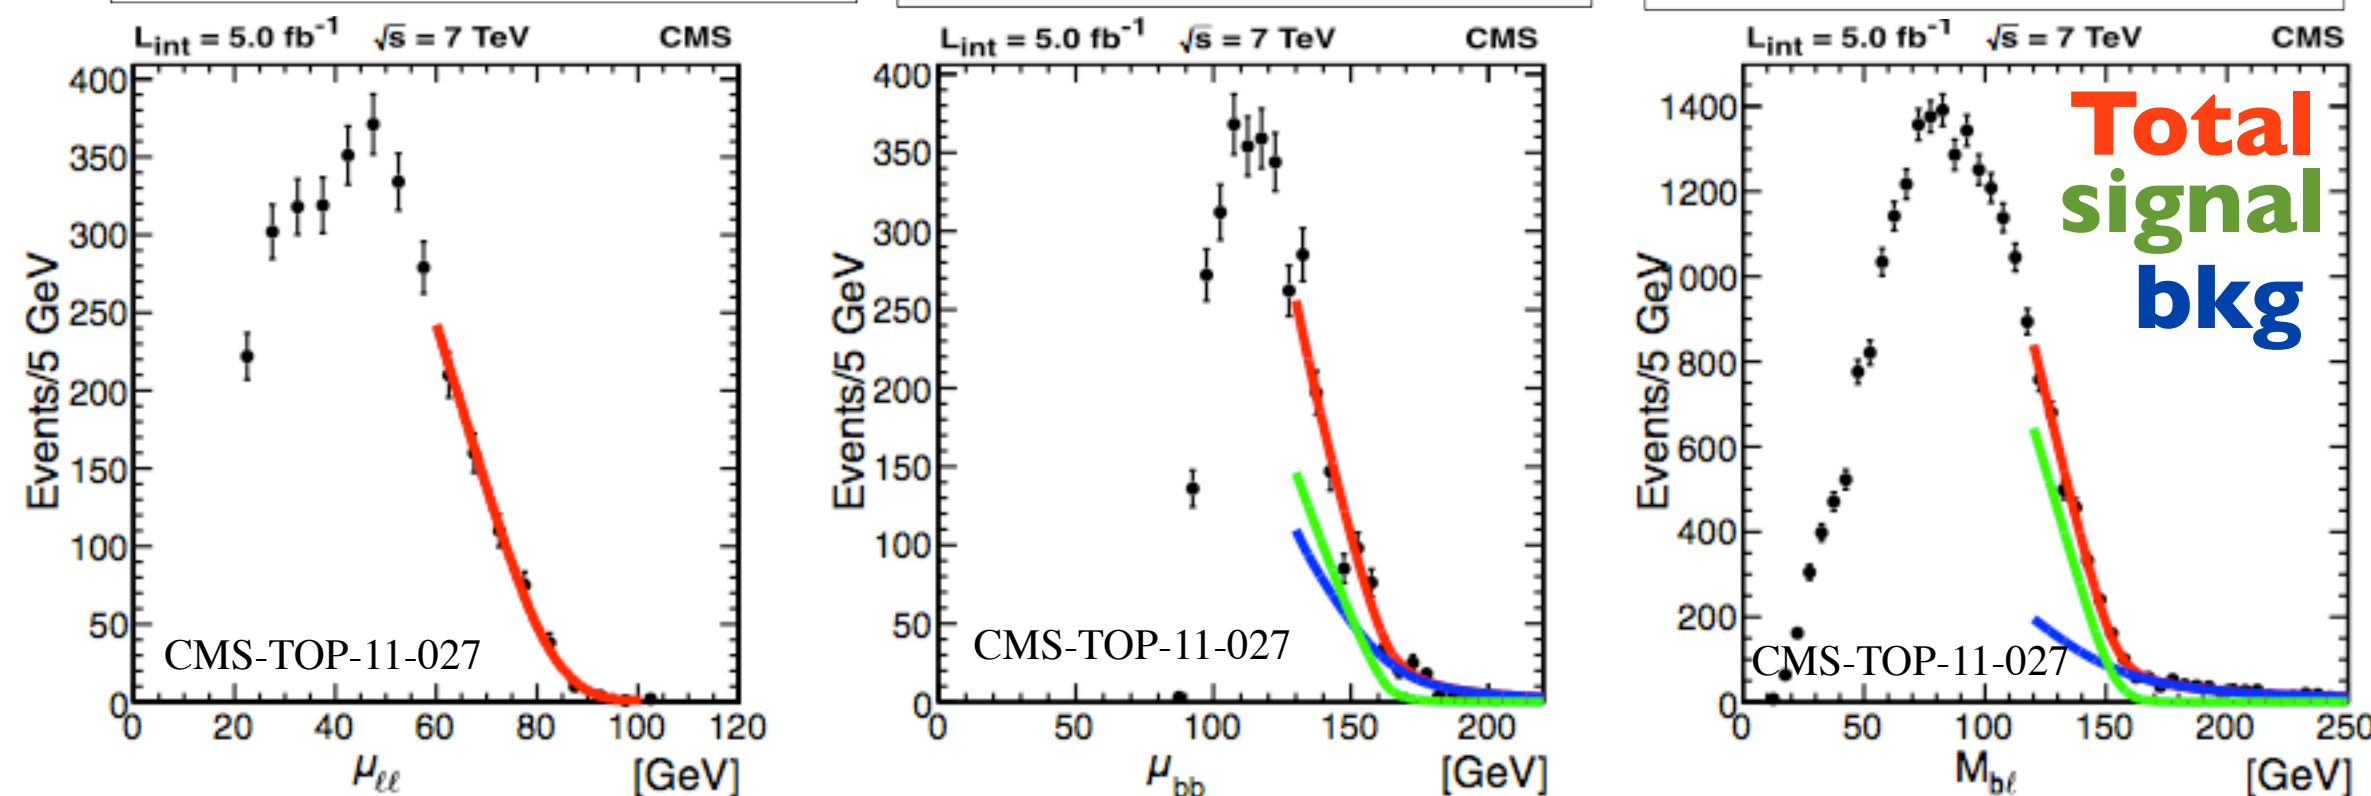 L_int = 5.0 fb⁻¹ √s = 7 TeV CMS
400
350
300
250
200
150
100
50
0
Events/5 GeV
CMS-TOP-11-027
0 20 40 60 80 100 120
μ_ℓℓ [GeV]
L_int = 5.0 fb⁻¹ √s = 7 TeV CMS
400
350
300
250
200
150
100
50
0
Events/5 GeV
CMS-TOP-11-027
0 50 100 150 200
μ_bb [GeV]
L_int = 5.0 fb⁻¹ √s = 7 TeV CMS
1400
1200
1000
800
600
400
200
0
Events/5 GeV
Total
signal
bkg
CMS-TOP-11-027
0 50 100 150 200 250
M_bℓ [GeV]